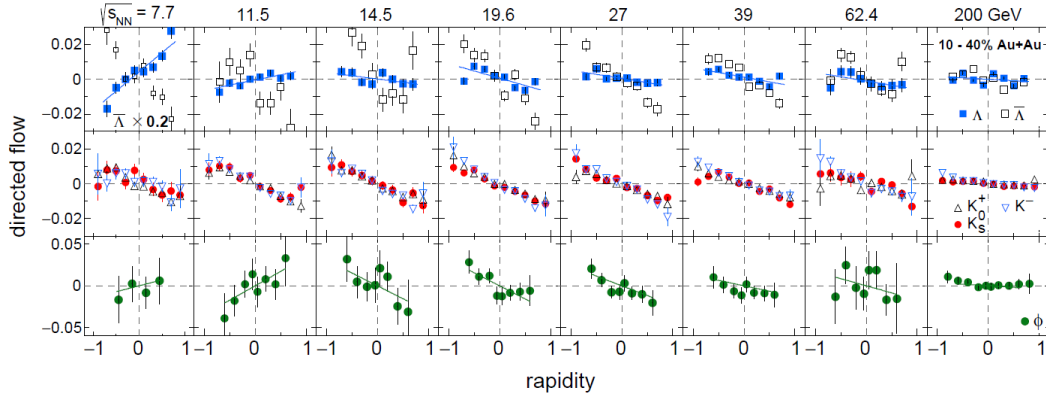 √s_NN = 7.7 11.5 14.5 19.6 27 39 62.4 200 GeV
directed flow
0.02
0
−0.02
Λ̅ × 0.2
10 - 40% Au+Au
Λ Λ̅
0.02
0
−0.02
K⁺ K⁻
K⁰ₛ
0.05
0
−0.05
ϕ
−1 0 1 −1 0 1 −1 0 1 −1 0 1 −1 0 1 −1 0 1 −1 0 1 −1 0 1
rapidity